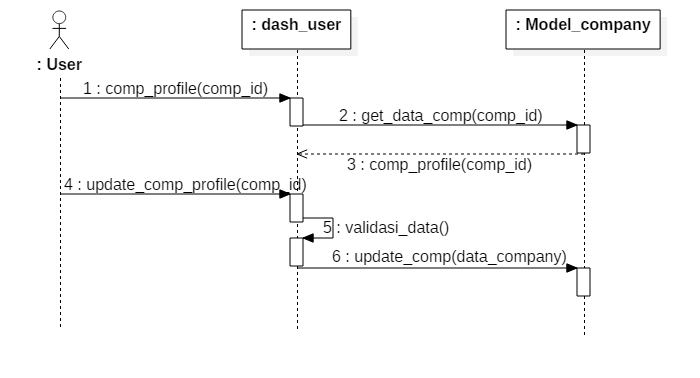 : dash_user
: Model_company
: User
1 : comp_profile(comp_id)
2 : get_data_comp(comp_id)
3 : comp_profile(comp_id)
4 : update_comp_profile(comp_id)
5 : validasi_data()
6 : update_comp(data_company)